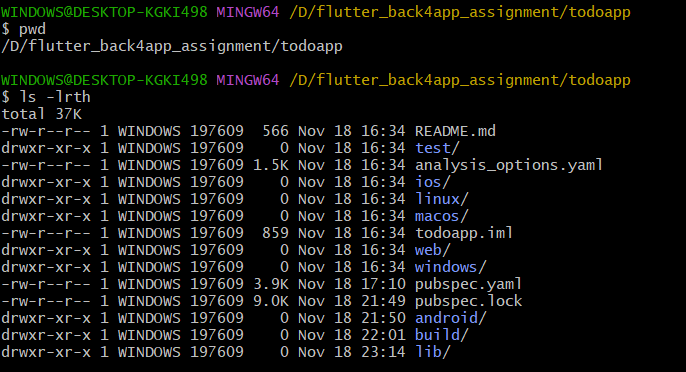 WINDOWS@DESKTOP-KGKI498 MINGW64 /D/flutter_back4app_assignment/todoapp
$ pwd
/D/flutter_back4app_assignment/todoapp
WINDOWS@DESKTOP-KGKI498 MINGW64 /D/flutter_back4app_assignment/todoapp
$ ls -lrth
total 37K
-rw-r--r-- 1 WINDOWS 197609  566 Nov 18 16:34 README.md
drwxr-xr-x 1 WINDOWS 197609    0 Nov 18 16:34 test/
-rw-r--r-- 1 WINDOWS 197609 1.5K Nov 18 16:34 analysis_options.yaml
drwxr-xr-x 1 WINDOWS 197609    0 Nov 18 16:34 ios/
drwxr-xr-x 1 WINDOWS 197609    0 Nov 18 16:34 linux/
drwxr-xr-x 1 WINDOWS 197609    0 Nov 18 16:34 macos/
-rw-r--r-- 1 WINDOWS 197609  859 Nov 18 16:34 todoapp.iml
drwxr-xr-x 1 WINDOWS 197609    0 Nov 18 16:34 web/
drwxr-xr-x 1 WINDOWS 197609    0 Nov 18 16:34 windows/
-rw-r--r-- 1 WINDOWS 197609 3.9K Nov 18 17:10 pubspec.yaml
-rw-r--r-- 1 WINDOWS 197609 9.0K Nov 18 21:49 pubspec.lock
drwxr-xr-x 1 WINDOWS 197609    0 Nov 18 21:50 android/
drwxr-xr-x 1 WINDOWS 197609    0 Nov 18 22:01 build/
drwxr-xr-x 1 WINDOWS 197609    0 Nov 18 23:14 lib/